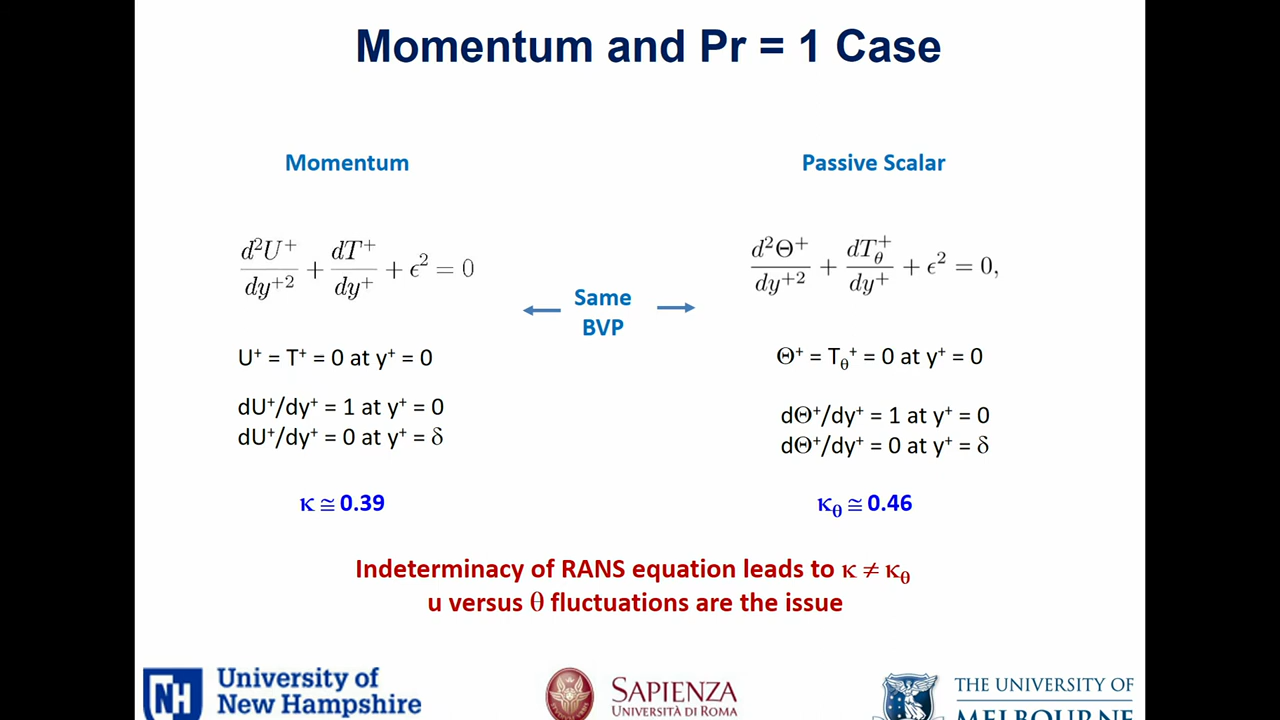 Momentum and Pr = 1 Case
Momentum
Passive Scalar
d²U⁺/dy⁺² + dT⁺/dy⁺ + ϵ² = 0
d²Θ⁺/dy⁺² + dT_θ⁺/dy⁺ + ϵ² = 0,
Same
BVP
U⁺ = T⁺ = 0 at y⁺ = 0
Θ⁺ = T_θ⁺ = 0 at y⁺ = 0
dU⁺/dy⁺ = 1 at y⁺ = 0
dU⁺/dy⁺ = 0 at y⁺ = δ
dΘ⁺/dy⁺ = 1 at y⁺ = 0
dΘ⁺/dy⁺ = 0 at y⁺ = δ
κ ≅ 0.39
κ_θ ≅ 0.46
Indeterminacy of RANS equation leads to κ ≠ κ_θ
u versus θ fluctuations are the issue
NH
University of
New Hampshire
SAPIENZA
UNIVERSITÀ DI ROMA
THE UNIVERSITY OF
MELBOURNE